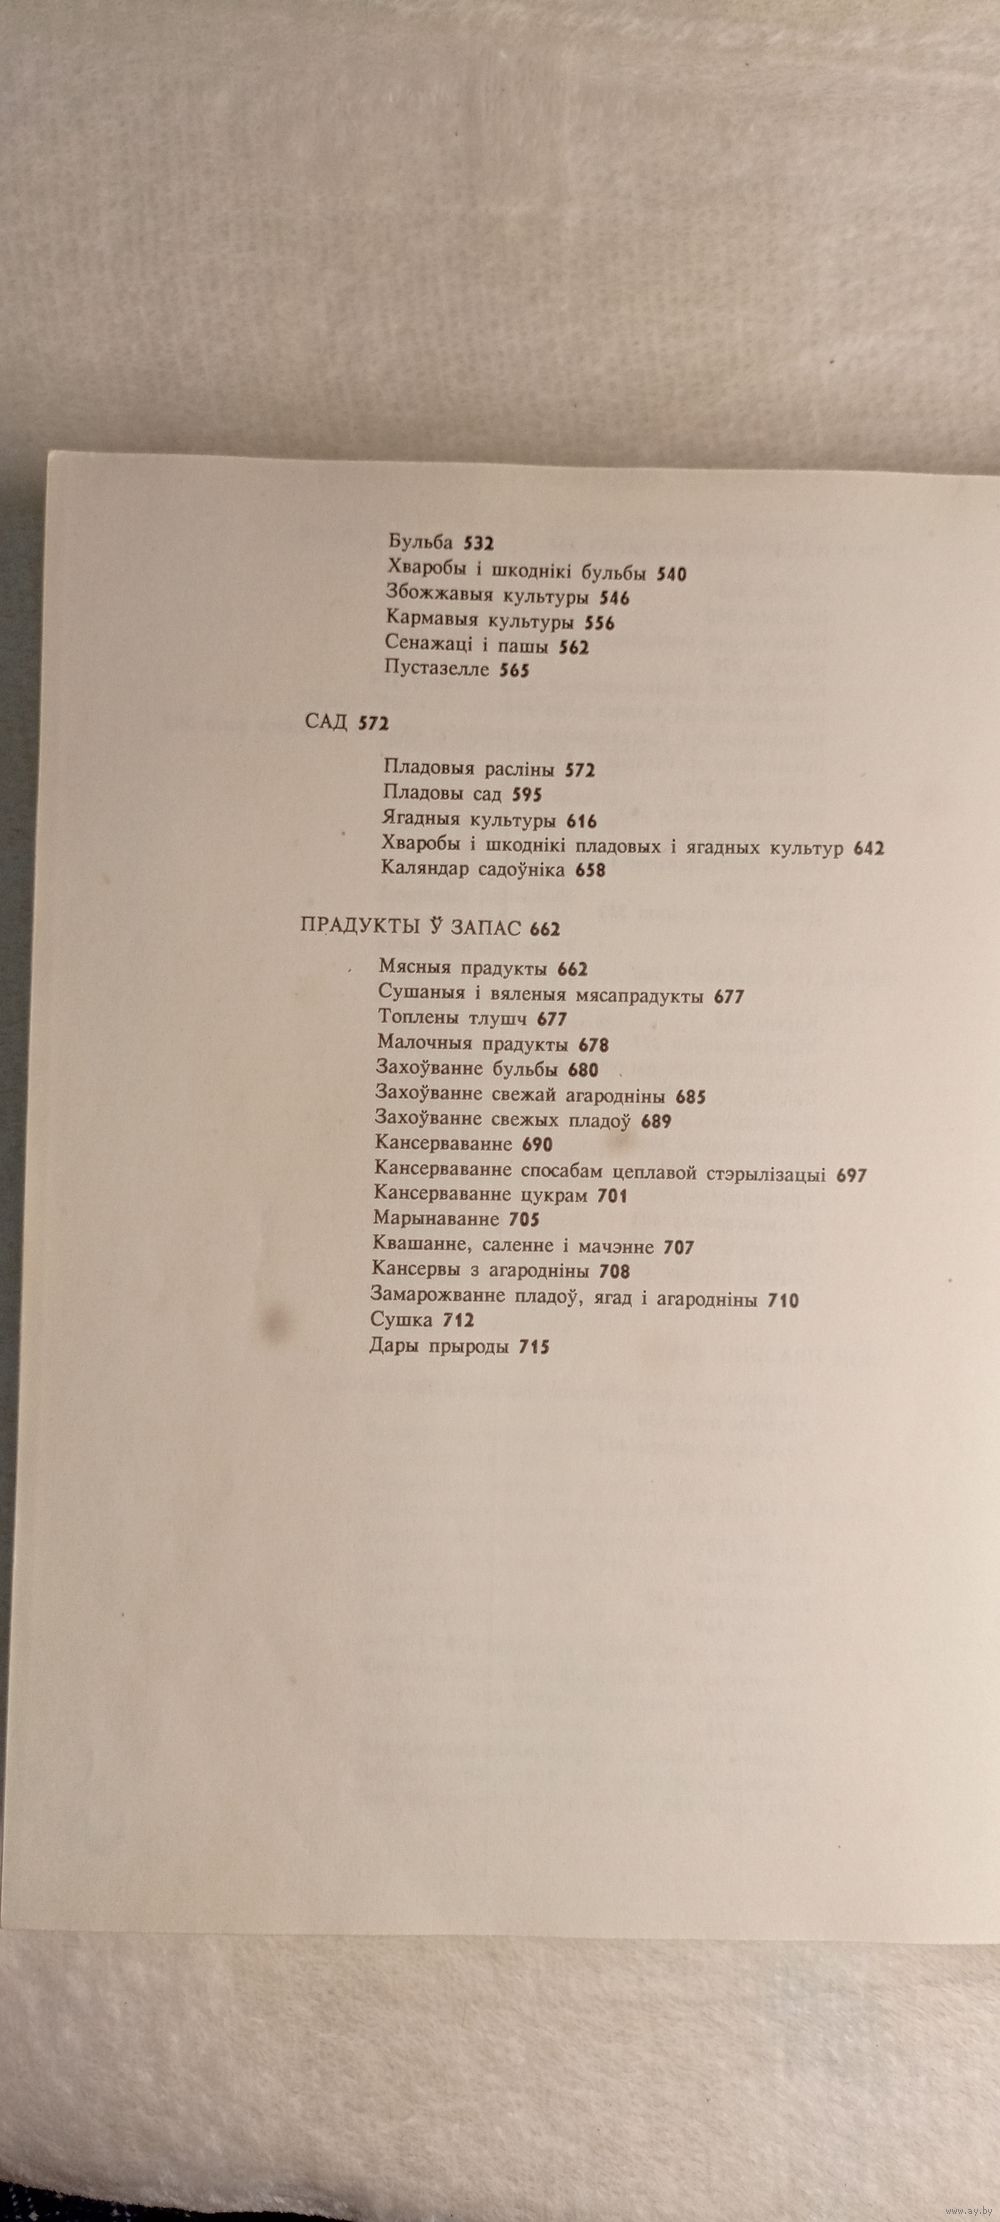 Бульба 532
Хваробы і шкоднікі бульбы 540
Збожжавыя культуры 546
Кармавыя культуры 556
Сенажаці і пашы 562
Пустазелле 565
САД 572
Пладовыя расліны 572
Пладовы сад 595
Ягадныя культуры 616
Хваробы і шкоднікі пладовых і ягадных культур 642
Каляндар садоўніка 658
ПРАДУКТЫ Ў ЗАПАС 662
Мясныя прадукты 662
Сушаныя і вяленыя мясапрадукты 677
Топлены тлушч 677
Малочныя прадукты 678
Захоўванне бульбы 680
Захоўванне свежай агародніны 685
Захоўванне свежых пладоў 689
Кансерваванне 690
Кансерваванне спосабам цеплавой стэрылізацыі 697
Кансерваванне цукрам 701
Марынаванне 705
Квашанне, саленне і мачэнне 707
Кансервы з агародніны 708
Замарожванне пладоў, ягад і агародніны 710
Сушка 712
Дары прыроды 715
www.ay.by